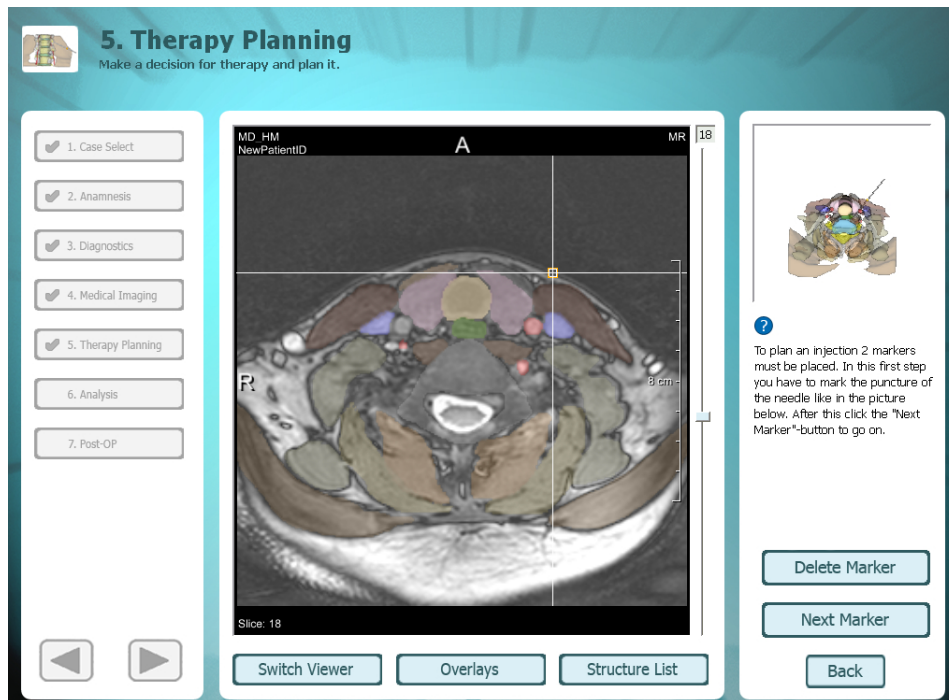 5. Therapy Planning
Make a decision for therapy and plan it.
1. Case Select
2. Anamnesis
3. Diagnostics
4. Medical Imaging
5. Therapy Planning
6. Analysis
7. Post-OP
MD_HM
NewPatientID
A
MR
18
R
8 cm
Slice: 18
Switch Viewer
Overlays
Structure List
?
To plan an injection 2 markers
must be placed. In this first step
you have to mark the puncture of
the needle like in the picture
below. After this click the "Next
Marker"-button to go on.
Delete Marker
Next Marker
Back